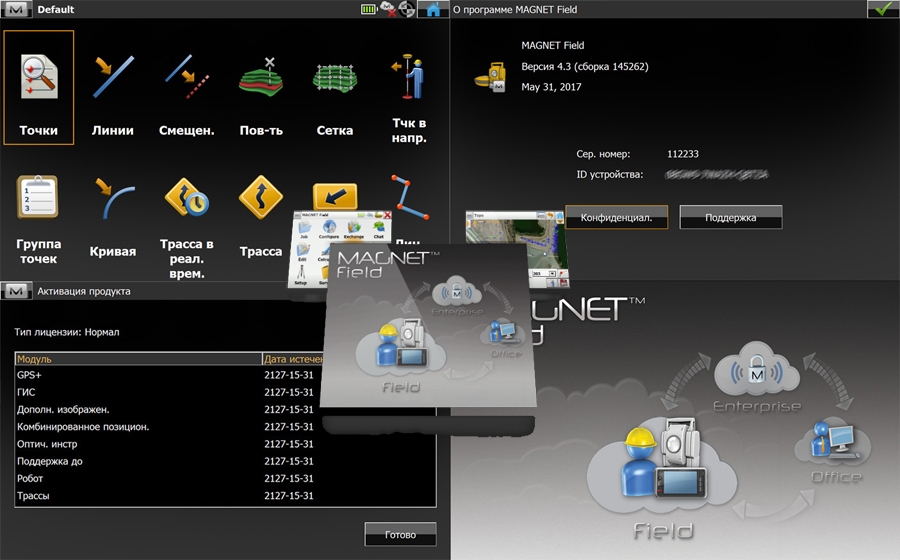 Default
Точки
Линии
Смещен.
Пов-ть
Сетка
Тчк в
напр.
Группа
точек
Кривая
Трасса в
реал.
врем.
Трасса
О программе MAGNET Field
MAGNET Field
Версия 4.3 (сборка 145262)
May 31, 2017
Сер. номер: 112233
ID устройства:
Конфиденциал. Поддержка
MAGNET Field
Job
Configure
Exchange
Chat
Edit
Setup
Topo
Активация продукта
Тип лицензии: Нормал
Модуль Дата истечен
GPS+ 2127-15-31
ГИС 2127-15-31
Дополн. изображен. 2127-15-31
Комбинированное позицион. 2127-15-31
Оптич. инстр 2127-15-31
Поддержка до 2127-15-31
Робот 2127-15-31
Трассы 2127-15-31
Готово
MAGNET™
Field
Enterprise
Office
Field
Enterprise
Office
Field